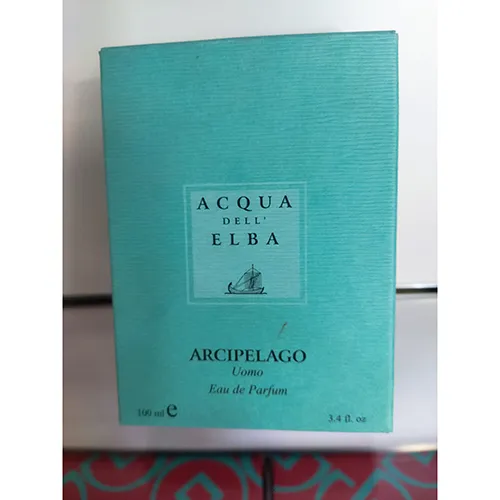 ACQUA
DELL'
ELBA
ARCIPELAGO
Uomo
Eau de Parfum
100 ml e
3.4 fl. oz